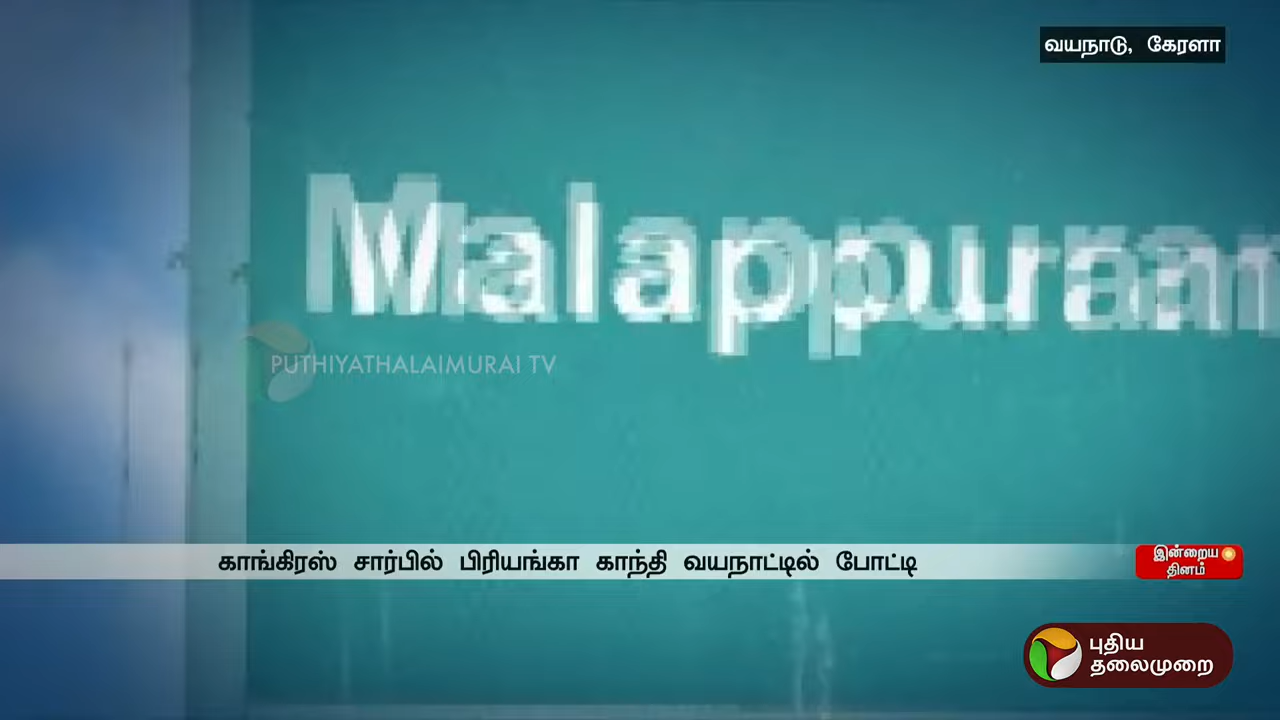 வயநாடு, கேரளா
Malappuram
PUTHIYATHALAIMURAI TV
காங்கிரஸ் சார்பில் பிரியங்கா காந்தி வயநாட்டில் போட்டி
இன்றைய
தினம்
புதிய
தலைமுறை